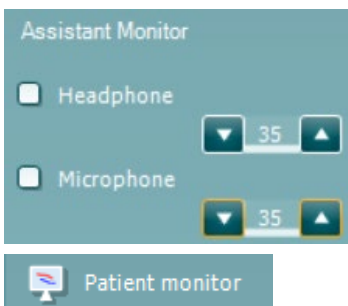 Assistant Monitor
Headphone
35
Microphone
35
Patient monitor